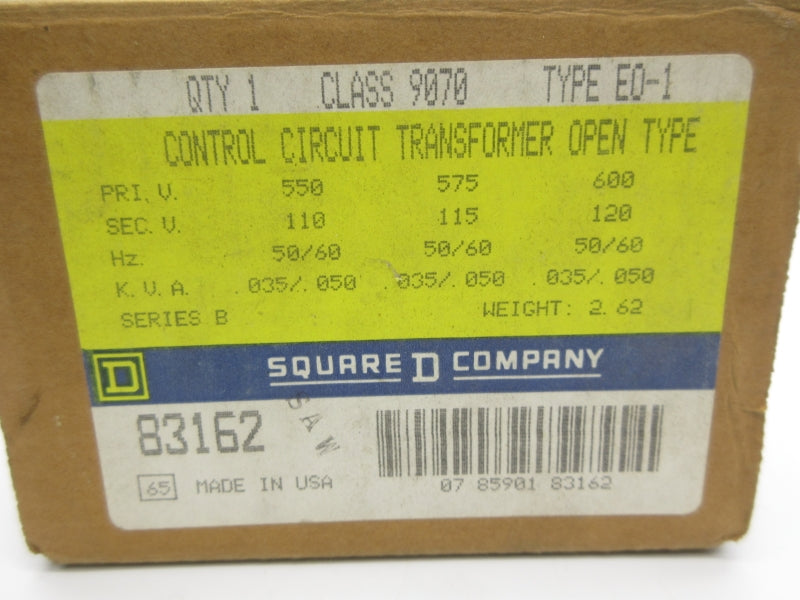 QTY 1 CLASS 9070 TYPE EO-1
CONTROL CIRCUIT TRANSFORMER OPEN TYPE
PRI. V. 550 575 600
SEC. V. 110 115 120
Hz. 50/60 50/60 50/60
K. V. A. .035/.050 .035/.050 .035/.050
SERIES B WEIGHT: 2.62
D SQUARE D COMPANY
83162 SAW
65 MADE IN USA 07 85901 83162